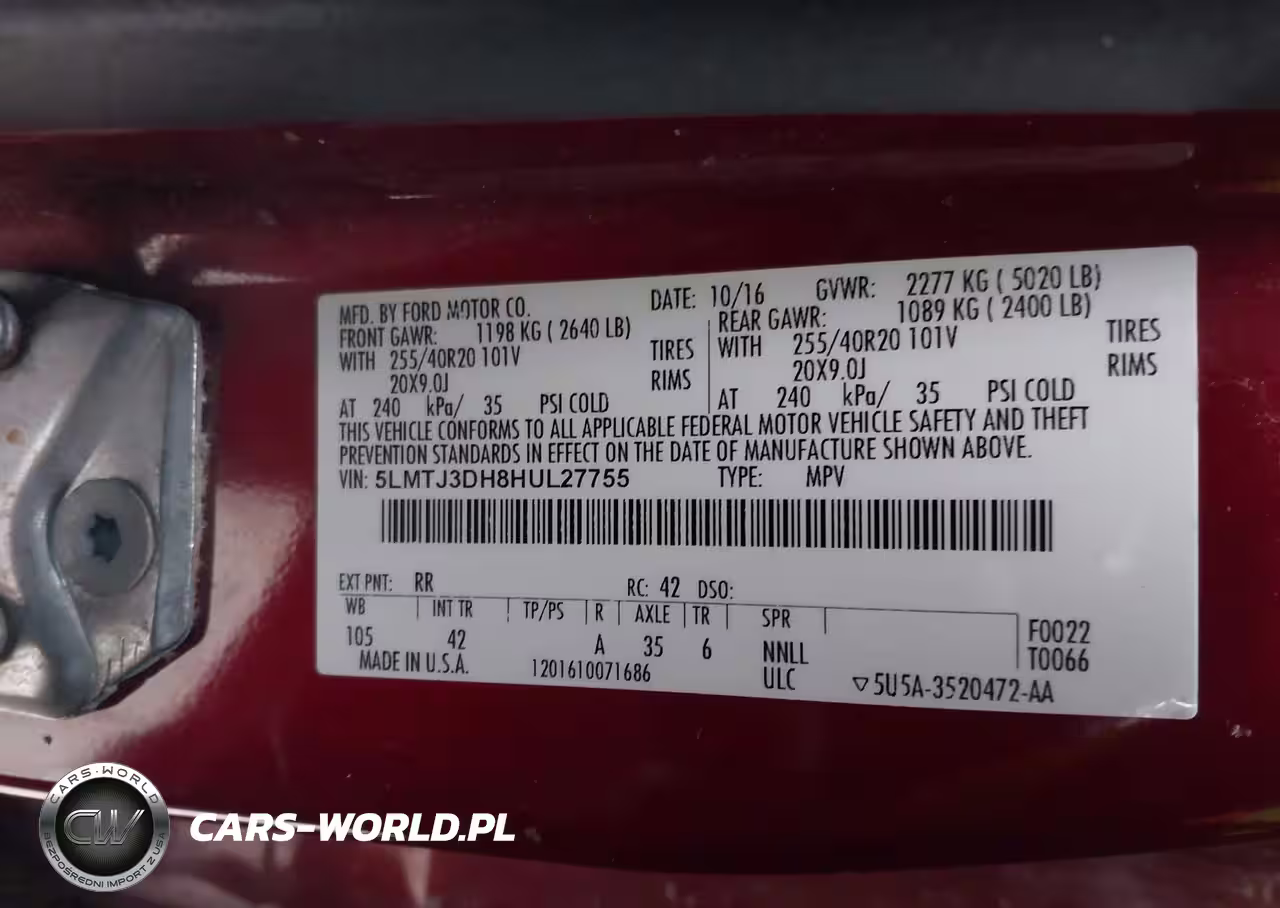 MFD. BY FORD MOTOR CO. DATE: 10/16 GVWR: 2277 KG ( 5020 LB)
FRONT GAWR: 1198 KG ( 2640 LB) REAR GAWR: 1089 KG ( 2400 LB)
WITH 255/40R20 101V TIRES WITH 255/40R20 101V TIRES
20X9.0J RIMS 20X9.0J RIMS
AT 240 kPa/ 35 PSI COLD AT 240 kPa/ 35 PSI COLD
THIS VEHICLE CONFORMS TO ALL APPLICABLE FEDERAL MOTOR VEHICLE SAFETY AND THEFT
PREVENTION STANDARDS IN EFFECT ON THE DATE OF MANUFACTURE SHOWN ABOVE.
VIN: 5LMTJ3DH8HUL27755 TYPE: MPV
EXT PNT: RR RC: 42 DSO:
WB INT TR TP/PS R AXLE TR SPR
105 42 A 35 6 NNLL
F0022
T0066
MADE IN U.S.A. 1201610071686 ULC ▽5U5A-3520472-AA
CARS-WORLD
CW
BEZPOŚREDNI IMPORT Z USA
CARS-WORLD.PL